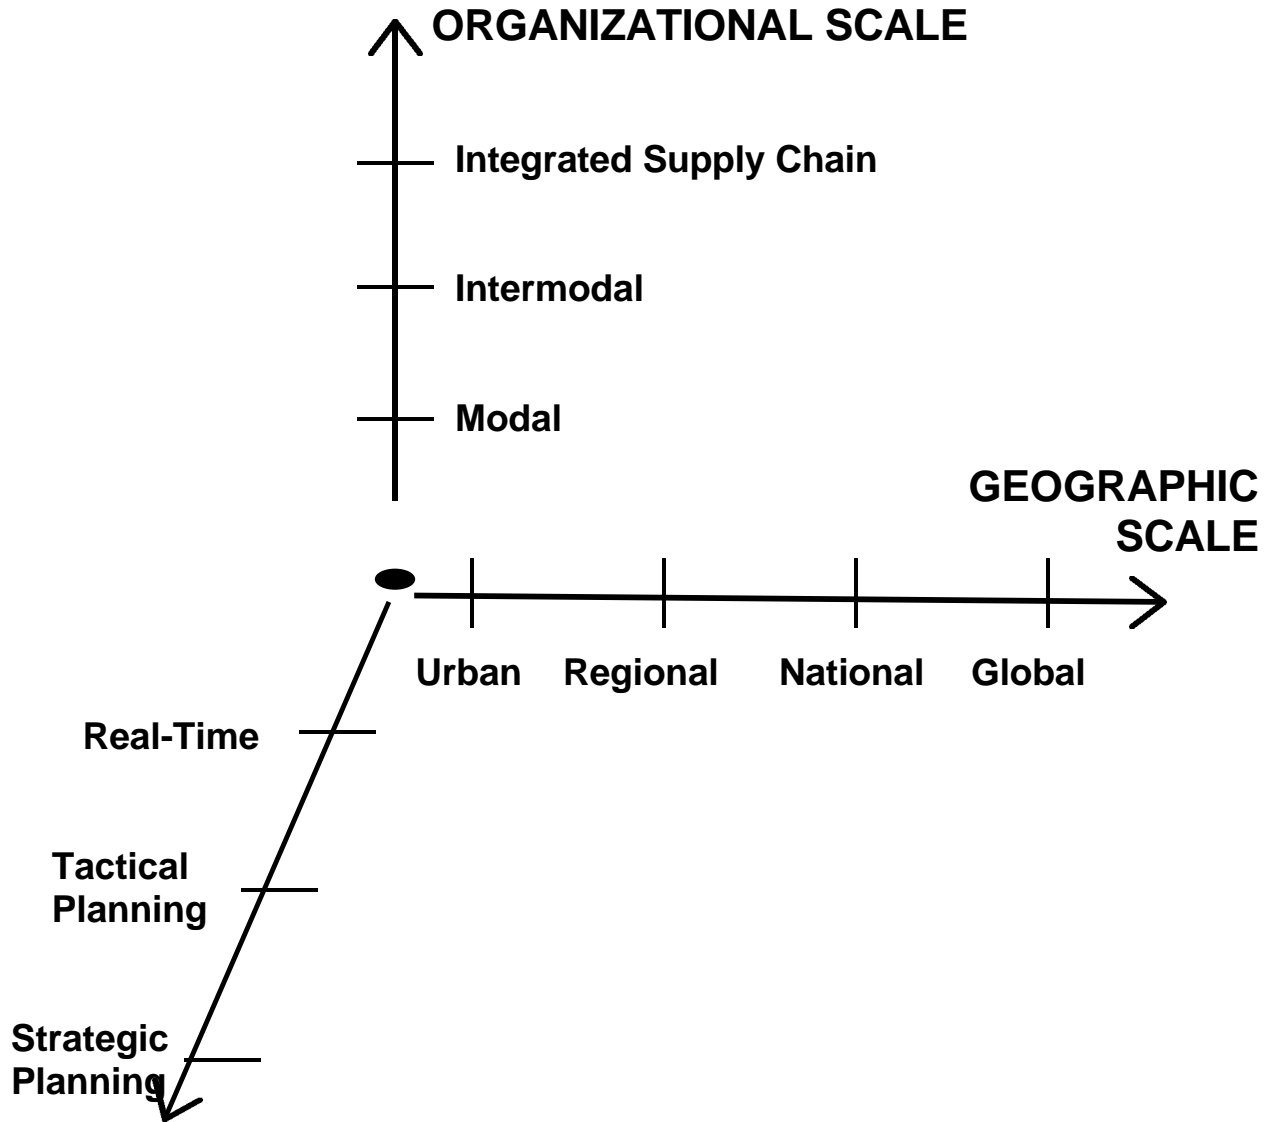 ORGANIZATIONAL SCALE
Integrated Supply Chain
Intermodal
Modal
GEOGRAPHIC
SCALE
Urban Regional National Global
Real-Time
Tactical
Planning
Strategic
Planning